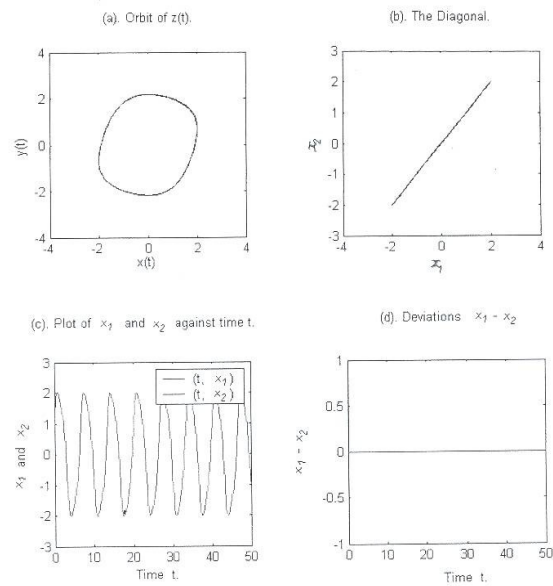 (a). Orbit of z(t).
4
2
0
-2
-4
-4 -2 0 2 4
y(t)
x(t)
(b). The Diagonal.
3
2
1
0
-1
-2
-3
-4 -2 0 2 4
x2
x1
(c). Plot of x1 and x2 against time t.
3
2
1
0
-1
-2
-3
0 10 20 30 40 50
x1 and x2
Time t.
(t, x1)
(t, x2)
(d). Deviations x1 - x2
1
0.5
0
-0.5
-1
0 10 20 30 40 50
x1 - x2
Time t.